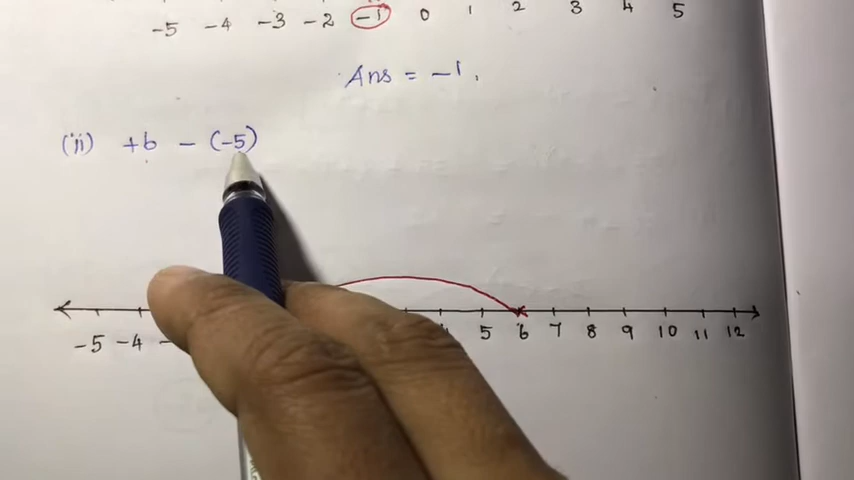 -5 -4 -3 -2 -1 0 1 2 3 4 5
Ans = -1.
(ii) +6 - (-5)
-5 -4 5 6 7 8 9 10 11 12